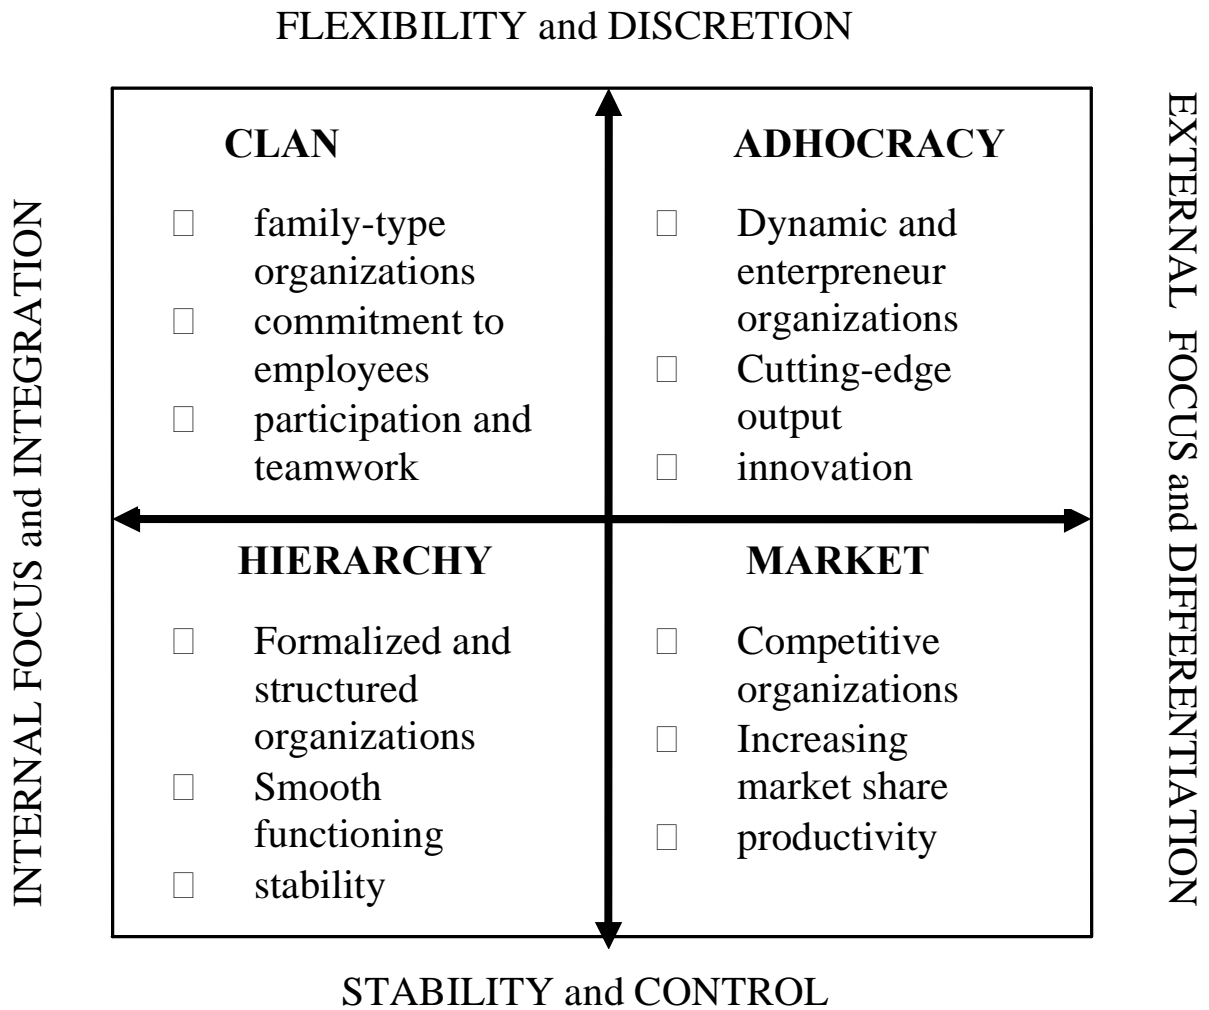 FLEXIBILITY and DISCRETION
INTERNAL FOCUS and INTEGRATION
CLAN
family-type
organizations
commitment to
employees
participation and
teamwork
ADHOCRACY
Dynamic and
enterpreneur
organizations
Cutting-edge
output
innovation
HIERARCHY
Formalized and
structured
organizations
Smooth
functioning
stability
MARKET
Competitive
organizations
Increasing
market share
productivity
EXTERNAL FOCUS and DIFFERENTIATION
STABILITY and CONTROL